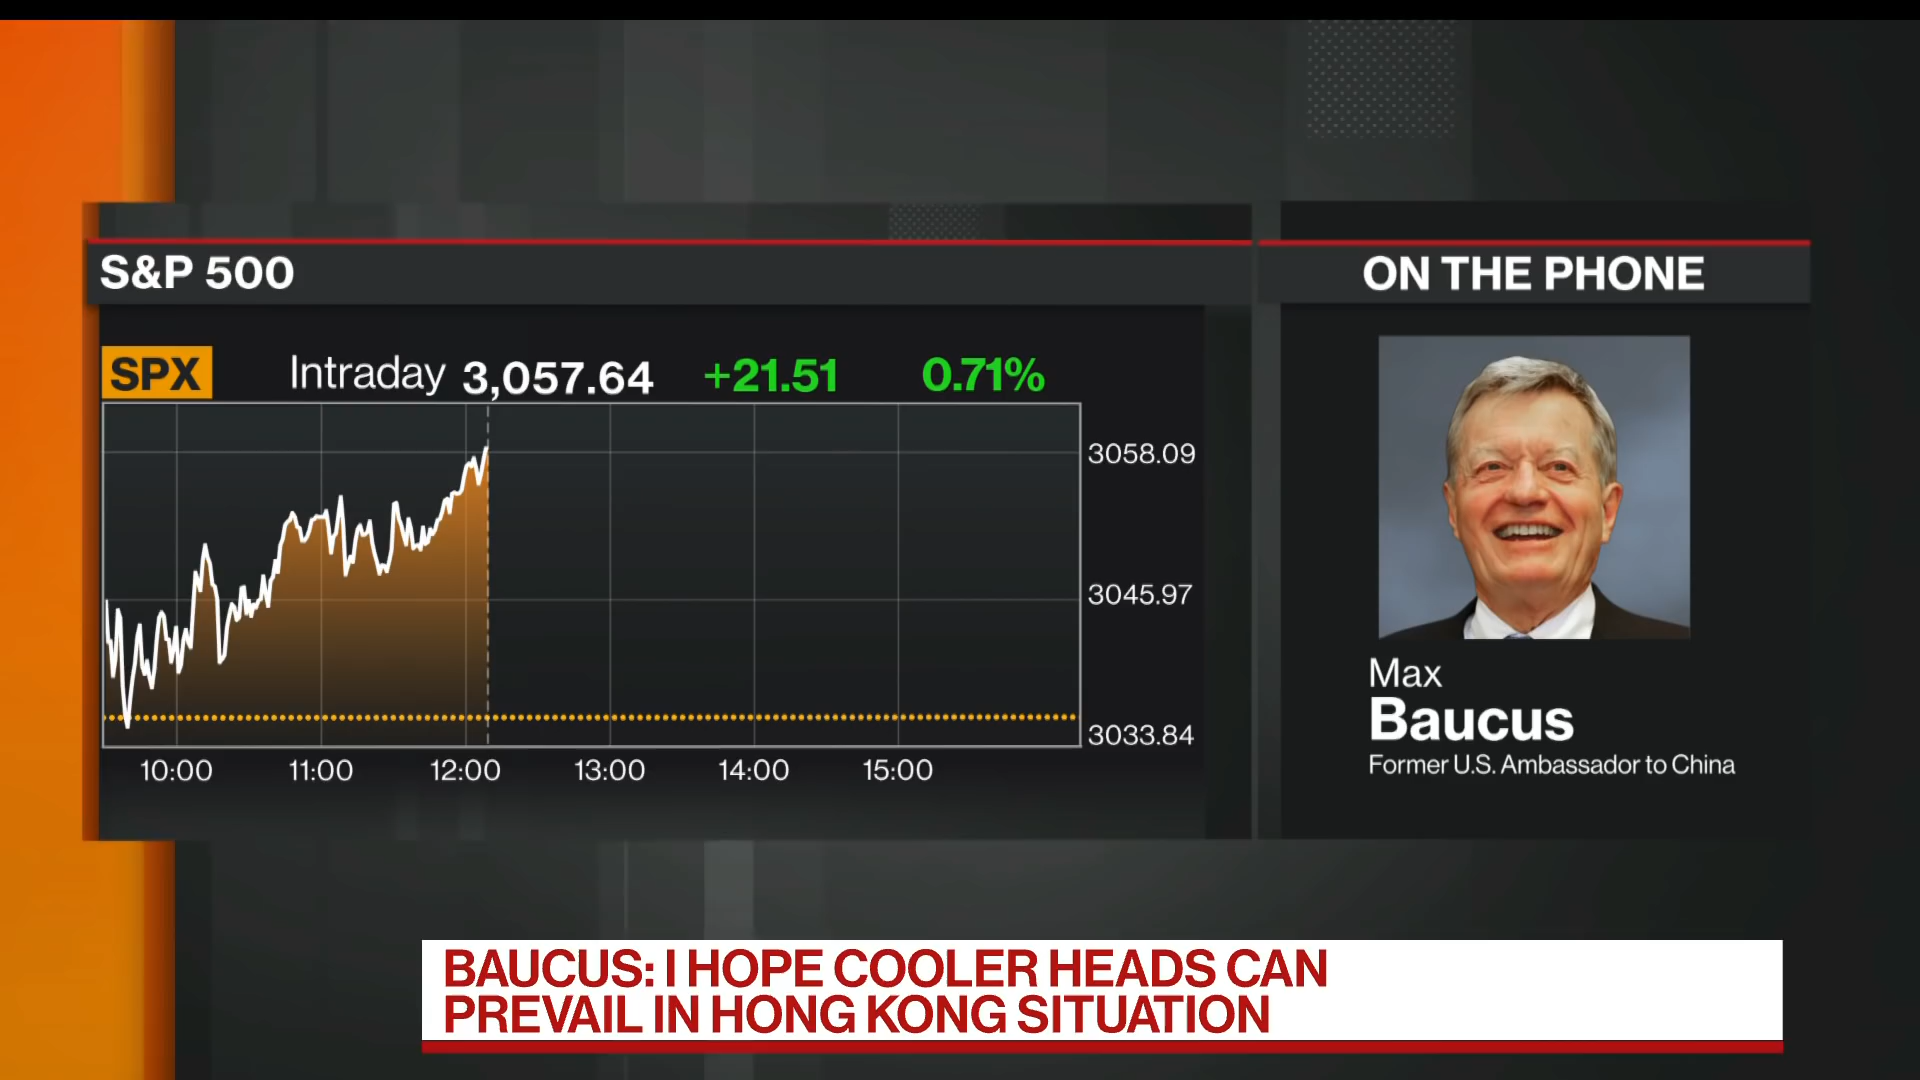 S&P 500
ON THE PHONE
SPX Intraday 3,057.64 +21.51 0.71%
3058.09
3045.97
3033.84
10:00 11:00 12:00 13:00 14:00 15:00
Max
Baucus
Former U.S. Ambassador to China
BAUCUS: I HOPE COOLER HEADS CAN
PREVAIL IN HONG KONG SITUATION